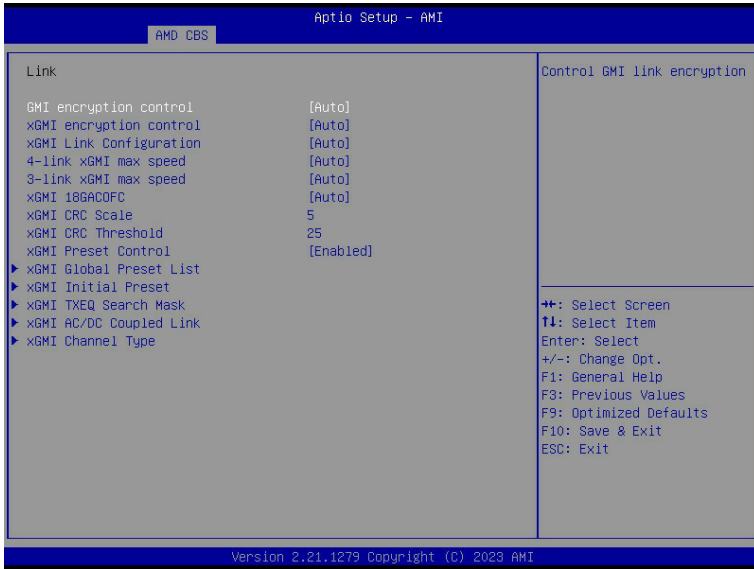 Aptio Setup - AMI
AMD CBS
Link
GMI encryption control [Auto]
xGMI encryption control [Auto]
xGMI Link Configuration [Auto]
4-link xGMI max speed [Auto]
3-link xGMI max speed [Auto]
xGMI 18GACOFC [Auto]
xGMI CRC Scale 5
xGMI CRC Threshold 25
xGMI Preset Control [Enabled]
xGMI Global Preset List
xGMI Initial Preset
xGMI TXEQ Search Mask
xGMI AC/DC Coupled Link
xGMI Channel Type
Control GMI link encryption
→←: Select Screen
↑↓: Select Item
Enter: Select
+/-: Change Opt.
F1: General Help
F3: Previous Values
F9: Optimized Defaults
F10: Save & Exit
ESC: Exit
Version 2.21.1279 Copyright (C) 2023 AMI